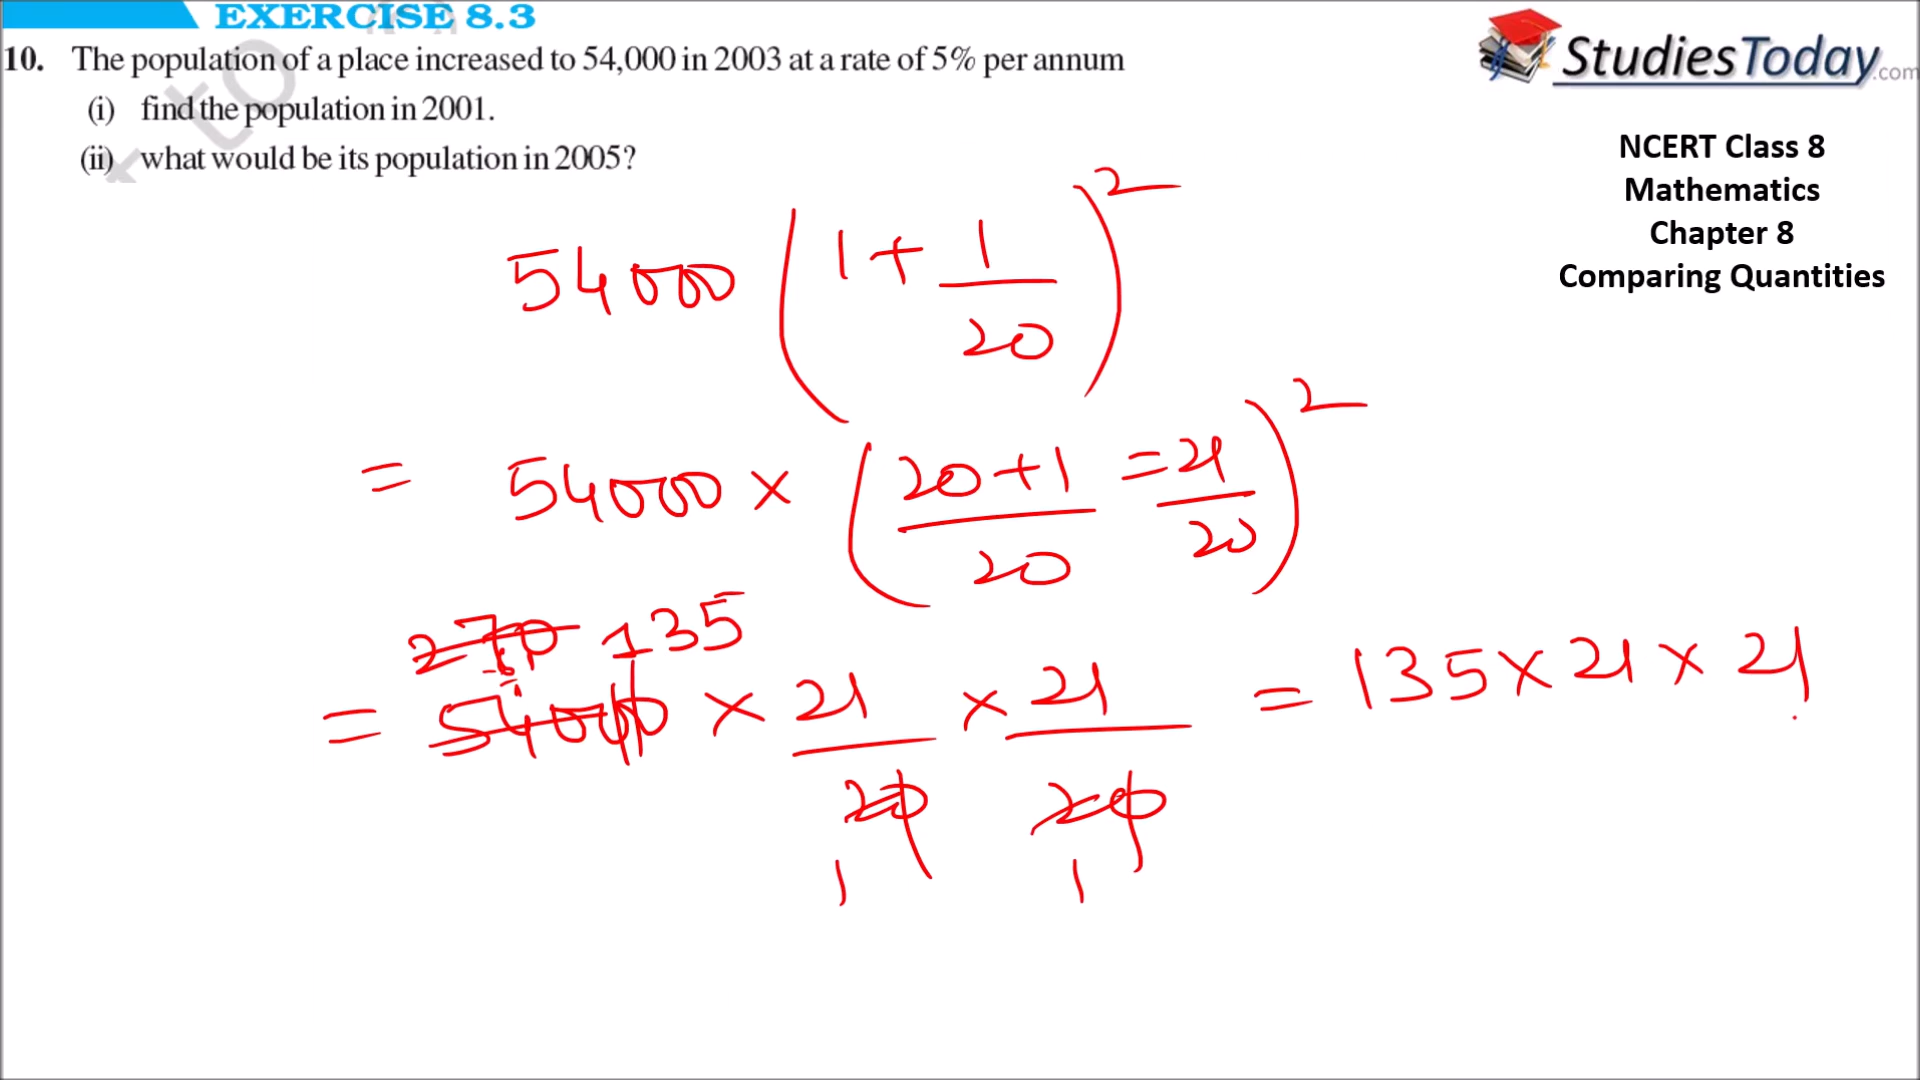 EXERCISE 8.3
10. The population of a place increased to 54,000 in 2003 at a rate of 5% per annum
(i) find the population in 2001.
(ii) what would be its population in 2005?
StudiesToday.com
NCERT Class 8
Mathematics
Chapter 8
Comparing Quantities
54000 (1 + 1/20)²
= 54000 × (20+1/20 = 21/20)²
270 135
= 54000 × 21/20 × 21/20 = 135 × 21 × 21
1 1